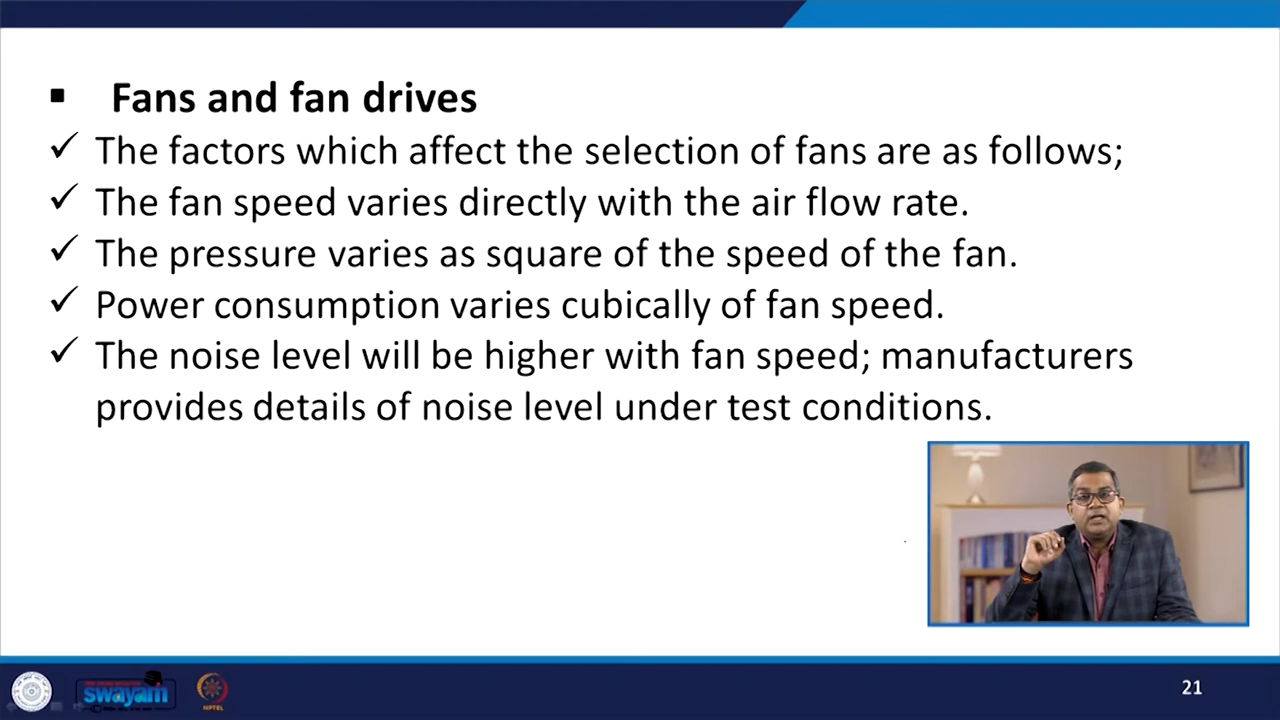 Fans and fan drives
The factors which affect the selection of fans are as follows;
The fan speed varies directly with the air flow rate.
The pressure varies as square of the speed of the fan.
Power consumption varies cubically of fan speed.
The noise level will be higher with fan speed; manufacturers
provides details of noise level under test conditions.
swayam
NPTEL
21